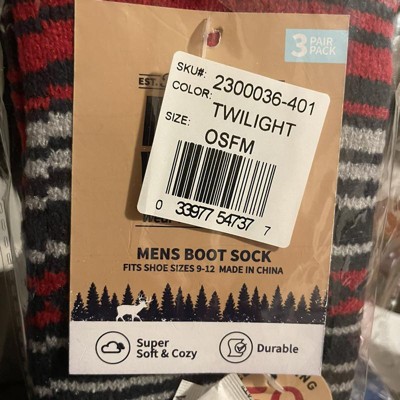 3 PAIR
PACK
EST.
SKU#: 2300036-401
COLOR: TWILIGHT
SIZE: OSFM
0 33977 54737 7
MENS BOOT SOCK
FITS SHOE SIZES 9-12 MADE IN CHINA
Super
Soft & Cozy
Durable